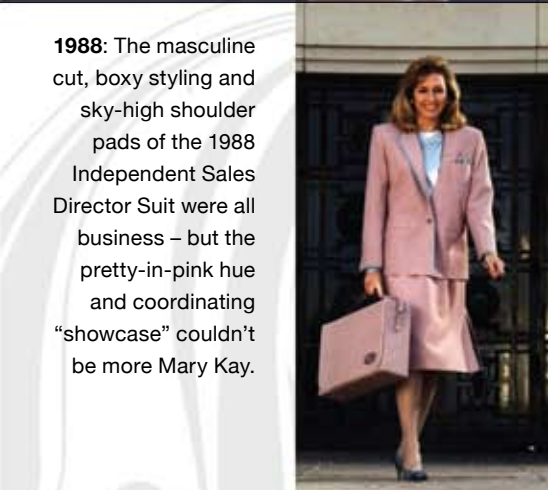 1988: The masculine
cut, boxy styling and
sky-high shoulder
pads of the 1988
Independent Sales
Director Suit were all
business – but the
pretty-in-pink hue
and coordinating
“showcase” couldn’t
be more Mary Kay.